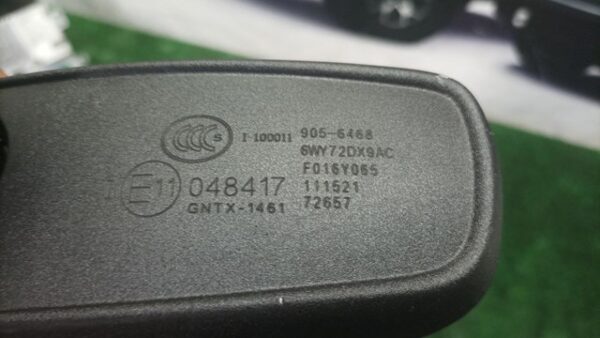 CCC S I-100011 905-6468
6WY72DX9AC
F016Y065
I E11 048417 111521
GNTX-1461 72657